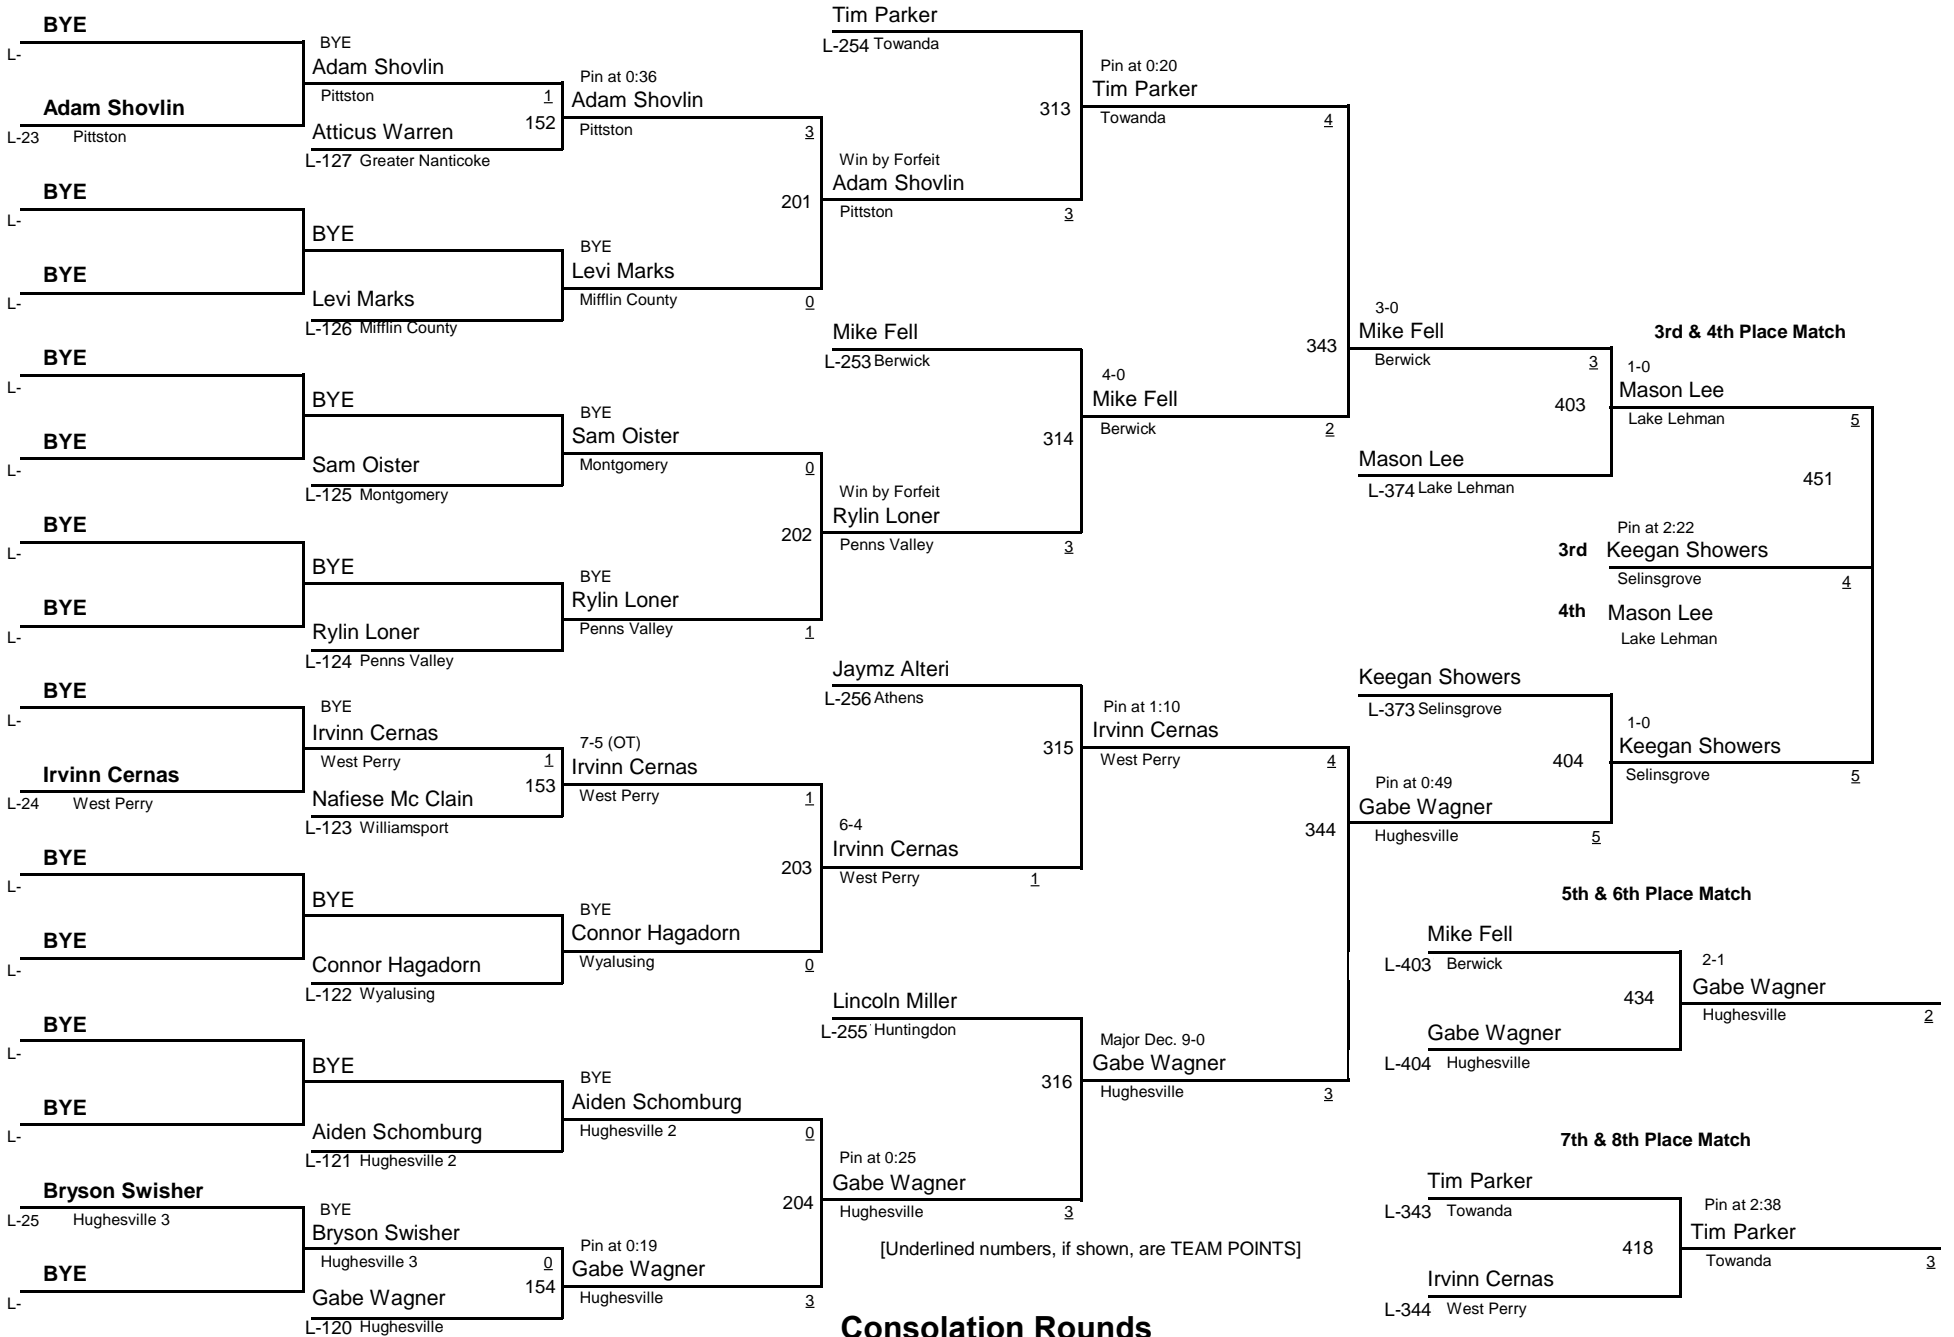 BYE
L-
Adam Shovlin
L-23 Pittston
BYE
L-
BYE
L-
BYE
L-
BYE
L-
BYE
L-
BYE
L-
BYE
L-
Irvinn Cernas
L-24 West Perry
BYE
L-
BYE
L-
BYE
L-
BYE
L-
Bryson Swisher
L-25 Hughesville 3
BYE
L-
BYE
Adam Shovlin
Pittston 1
152
Atticus Warren
L-127 Greater Nanticoke
BYE
Levi Marks
L-126 Mifflin County
BYE
Sam Oister
L-125 Montgomery
BYE
Rylin Loner
L-124 Penns Valley
BYE
Irvinn Cernas
West Perry 1
153
Nafiese Mc Clain
L-123 Williamsport
BYE
Connor Hagadorn
L-122 Wyalusing
BYE
Aiden Schomburg
L-121 Hughesville 2
BYE
Bryson Swisher
Hughesville 3 0
154
Gabe Wagner
L-120 Hughesville
Pin at 0:36
Adam Shovlin
Pittston 3
201
BYE
Levi Marks
Mifflin County 0
BYE
Sam Oister
Montgomery 0
202
BYE
Rylin Loner
Penns Valley 1
7-5 (OT)
Irvinn Cernas
West Perry 1
203
BYE
Connor Hagadorn
Wyalusing 0
BYE
Aiden Schomburg
Hughesville 2 0
204
Pin at 0:19
Gabe Wagner
Hughesville 3
Tim Parker
L-254 Towanda
313
Win by Forfeit
Adam Shovlin
Pittston 3
Mike Fell
L-253 Berwick
314
Win by Forfeit
Rylin Loner
Penns Valley 3
Jaymz Alteri
L-256 Athens
315
6-4
Irvinn Cernas
West Perry 1
Lincoln Miller
L-255 Huntingdon
316
Pin at 0:25
Gabe Wagner
Hughesville 3
Pin at 0:20
Tim Parker
Towanda 4
343
4-0
Mike Fell
Berwick 2
Pin at 1:10
Irvinn Cernas
West Perry 4
344
Major Dec. 9-0
Gabe Wagner
Hughesville 3
[Underlined numbers, if shown, are TEAM POINTS]
Consolation Rounds
3-0
Mike Fell
Berwick 3
403
Mason Lee
L-374 Lake Lehman
Keegan Showers
L-373 Selinsgrove
404
Pin at 0:49
Gabe Wagner
Hughesville 5
3rd & 4th Place Match
1-0
Mason Lee
Lake Lehman 5
451
Pin at 2:22
3rd Keegan Showers
Selinsgrove 4
4th Mason Lee
Lake Lehman
1-0
Keegan Showers
Selinsgrove 5
5th & 6th Place Match
Mike Fell
L-403 Berwick
434
Gabe Wagner
L-404 Hughesville
2-1
Gabe Wagner
Hughesville 2
7th & 8th Place Match
Tim Parker
L-343 Towanda
418
Irvinn Cernas
L-344 West Perry
Pin at 2:38
Tim Parker
Towanda 3